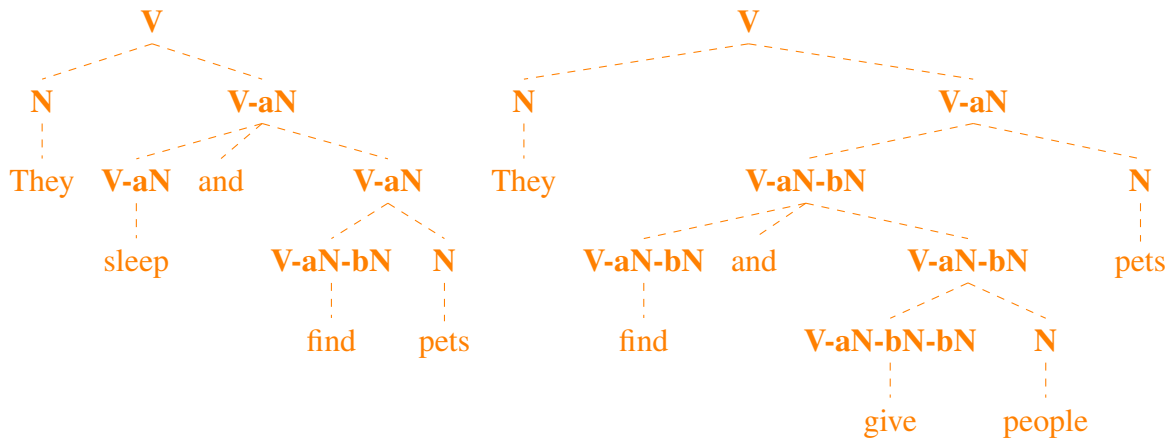 V V
N V-aN N V-aN
They V-aN and V-aN They V-aN-bN N
sleep V-aN-bN N V-aN-bN and V-aN-bN pets
find pets find V-aN-bN-bN N
give people